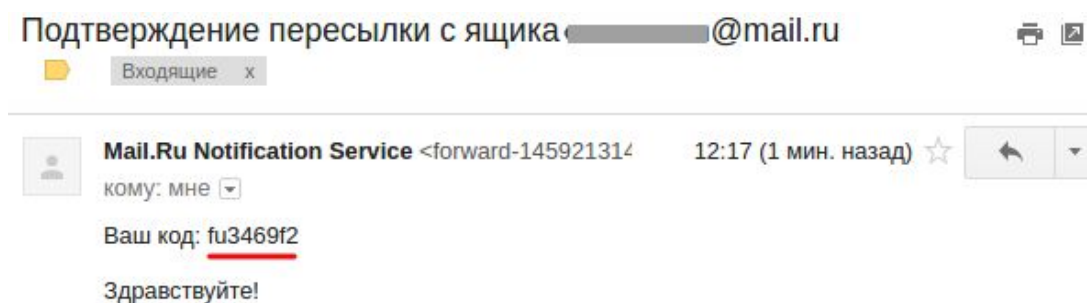 Подтверждение пересылки с ящика @mail.ru
Входящие x
Mail.Ru Notification Service <forward-145921314 12:17 (1 мин. назад)
кому: мне
Ваш код: fu3469f2
Здравствуйте!